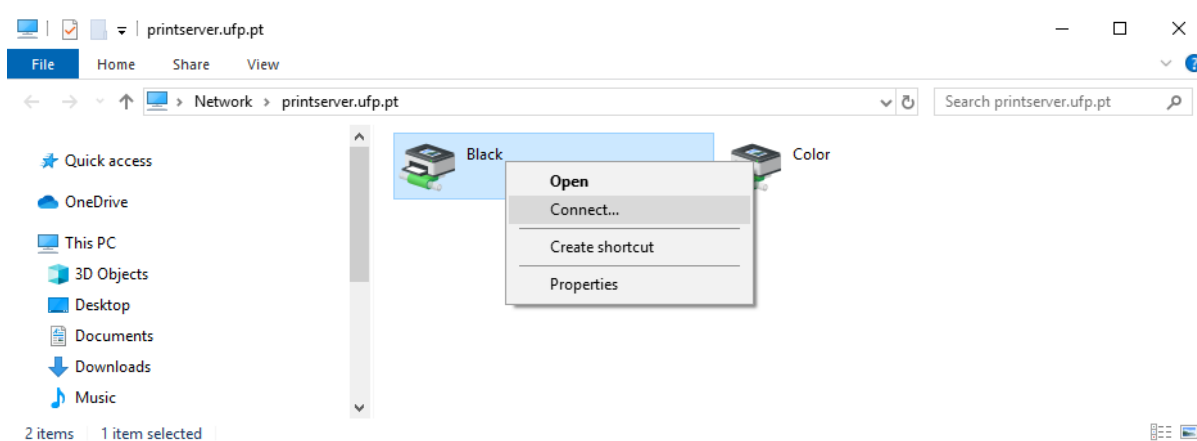 printserver.ufp.pt
File Home Share View
Network printserver.ufp.pt Search printserver.ufp.pt
Quick access
OneDrive
This PC
3D Objects
Desktop
Documents
Downloads
Music
Black
Color
Open
Connect...
Create shortcut
Properties
2 items 1 item selected